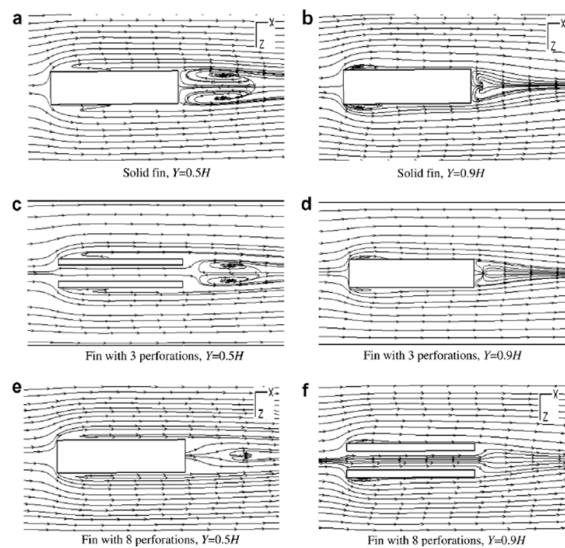 a
X
Z
Solid fin, Y=0.5H
b
X
Z
Solid fin, Y=0.9H
c
Fin with 3 perforations, Y=0.5H
d
Fin with 3 perforations, Y=0.9H
e
X
Z
Fin with 8 perforations, Y=0.5H
f
X
Z
Fin with 8 perforations, Y=0.9H